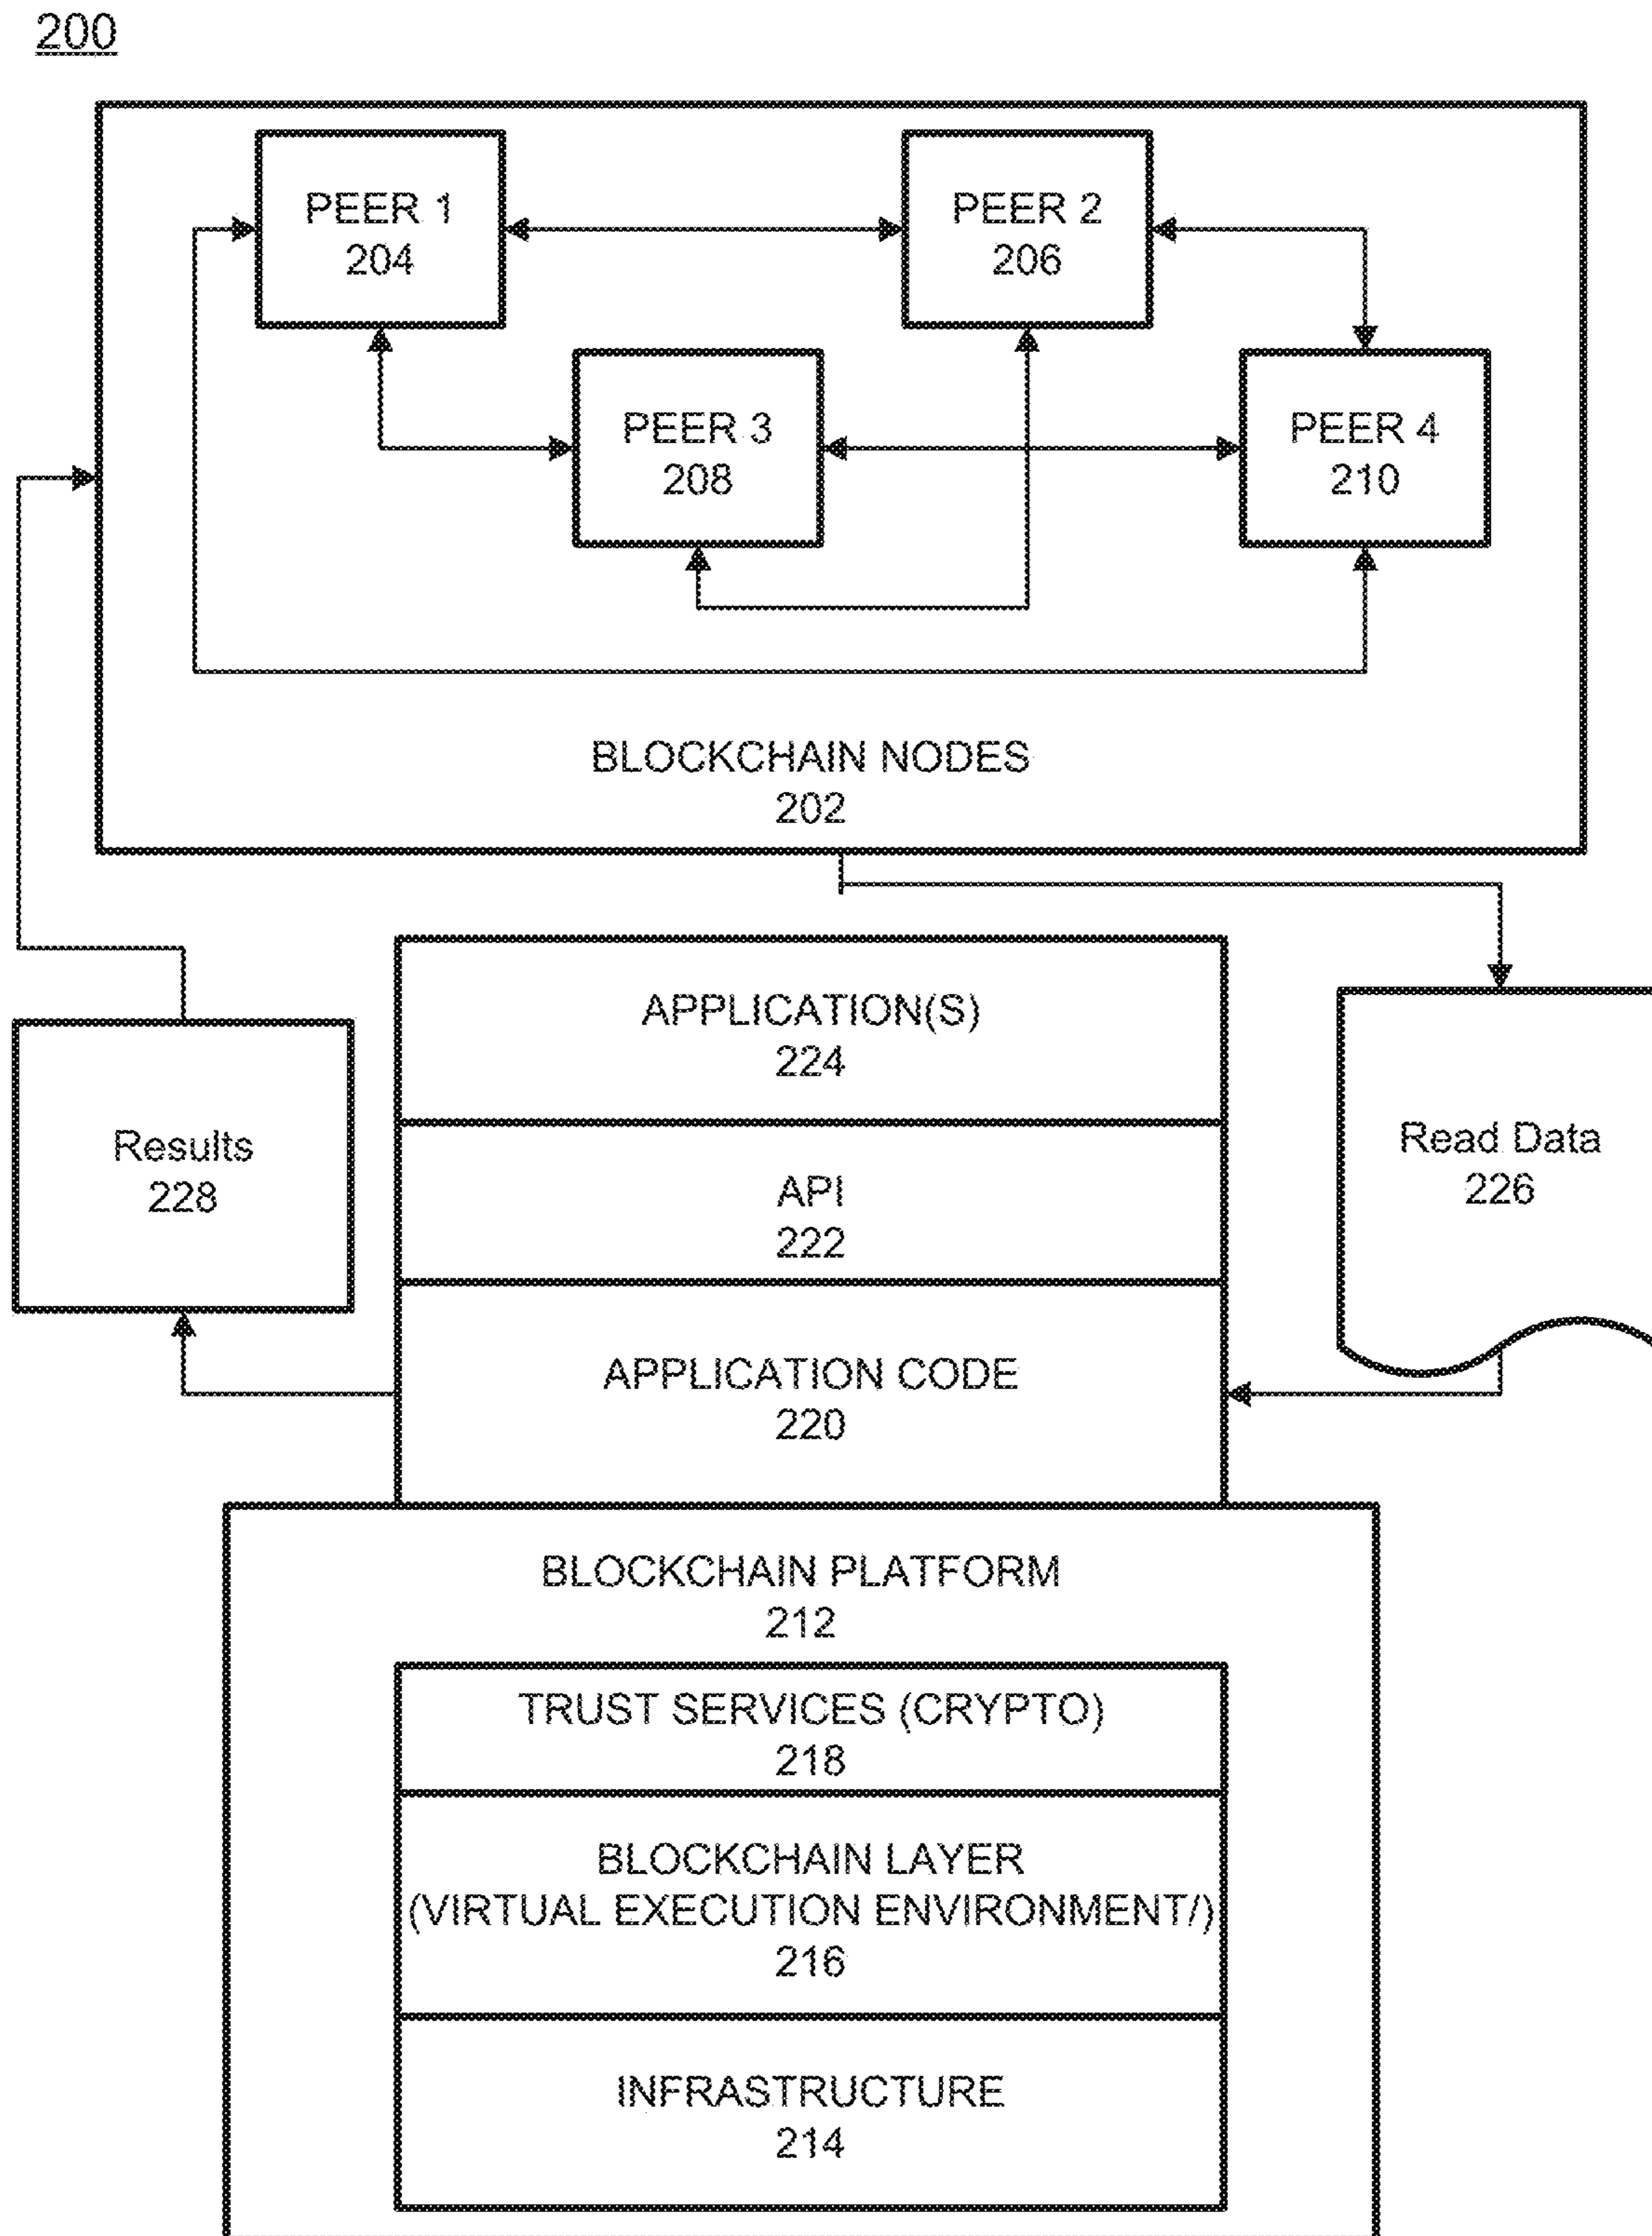 200
PEER 1
204
PEER 2
206
PEER 3
208
PEER 4
210
BLOCKCHAIN NODES
202
APPLICATION(S)
224
API
222
APPLICATION CODE
220
Results
228
Read Data
226
BLOCKCHAIN PLATFORM
212
TRUST SERVICES (CRYPTO)
218
BLOCKCHAIN LAYER
(VIRTUAL EXECUTION ENVIRONMENT/)
216
INFRASTRUCTURE
214